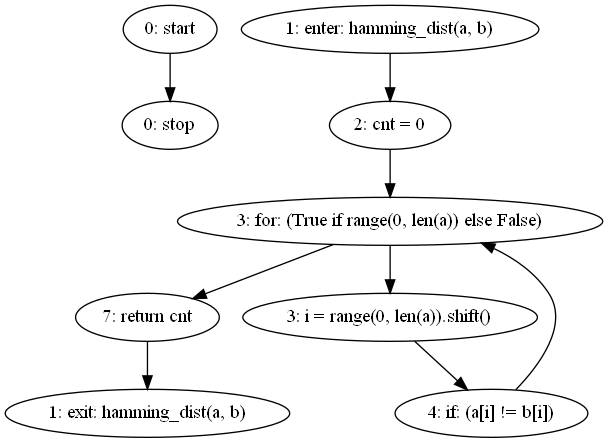 0: start
1: enter: hamming_dist(a, b)
0: stop
2: cnt = 0
3: for: (True if range(0, len(a)) else False)
7: return cnt
3: i = range(0, len(a)).shift()
1: exit: hamming_dist(a, b)
4: if: (a[i] != b[i])